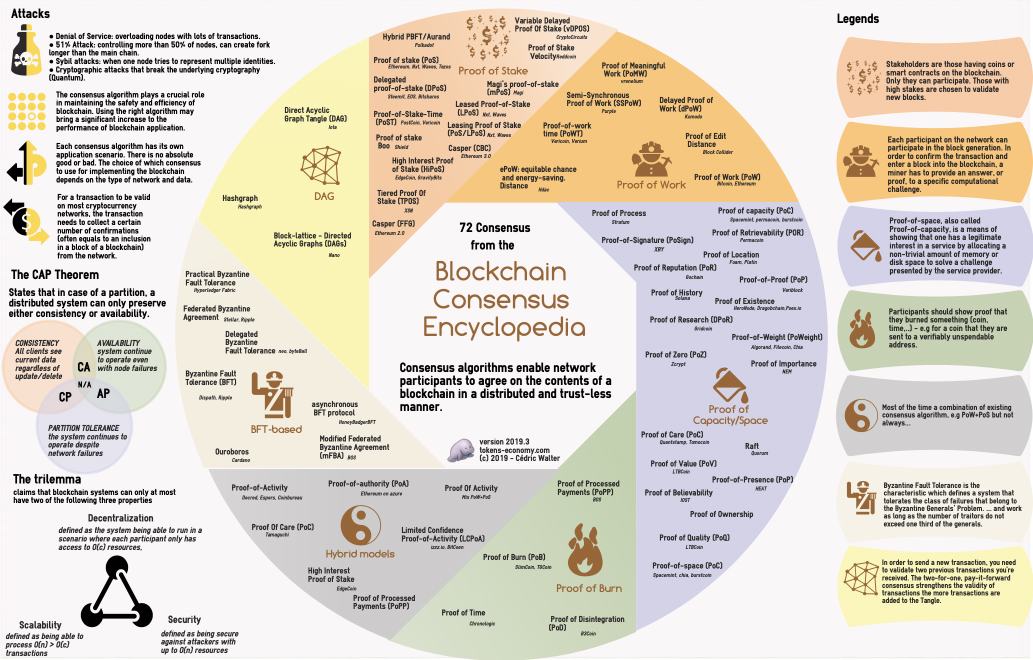 Attacks
● Denial of Service: overloading nodes with lots of transactions.
● 51% Attack: controlling more than 50% of nodes, can create fork
longer than the main chain.
● Sybil attacks: when one node tries to represent multiple identities.
● Cryptographic attacks that break the underlying cryptography
(Quantum).
The consensus algorithm plays a crucial role
in maintaining the safety and efficiency of
blockchain. Using the right algorithm may
bring a significant increase to the
performance of blockchain application.
Each consensus algorithm has its own
application scenario. There is no absolute
good or bad. The choice of which consensus
to use for implementing the blockchain
depends on the type of network and data.
For a transaction to be valid
on most cryptocurrency
networks, the transaction
needs to collect a certain
number of confirmations
(often equals to an inclusion
in a block of a blockchain)
from the network.
The CAP Theorem
States that in case of a partition, a
distributed system can only preserve
either consistency or availability.
CONSISTENCY
All clients see
current data
regardless of
update/delete
AVAILABILITY
system continue
to operate even
with node failures
CA
N/A
CP
AP
PARTITION TOLERANCE
the system continues to
operate despite
network failures
The trilemma
claims that blockchain systems can only at most
have two of the following three properties
Decentralization
defined as the system being able to run in a
scenario where each participant only has
access to O(c) resources,
Scalability
defined as being able to
process O(n) > O(c)
transactions
Security
defined as being secure
against attackers with
up to O(n) resources
Hybrid PBFT/Aurand
Polkadot
Variable Delayed
Proof Of Stake (vDPOS)
CryptoCircuits
Proof of Stake
Velocity Reddcoin
Proof of stake (PoS)
Ethereum, Nxt, Waves, Tezos
Proof of Stake
Delegated
proof-of-stake (DPoS)
Steemit, EOS, Bitshares
Magi's proof-of-stake
(mPoS) Magi
Leased Proof-of-Stake
(LPoS) Nxt, Waves
Proof-of-Stake-Time
(PoST) PostCoin, Vericoin
Leasing Proof of Stake
(PoS/LPoS) Nxt, Waves
Proof of stake
Boo Shield
Casper (CBC)
Ethereum 2.0
High Interest Proof
of Stake (HiPoS)
EdgeCoin, GravityBits
Tiered Proof Of
Stake (TPOS)
XSN
Casper (FFG)
Ethereum 2.0
Proof of Meaningful
Work (PoMW)
Semi-Synchronous
Proof of Work (SSPoW)
Purple
Delayed Proof of
Work (dPoW)
Komodo
Proof-of-work
time (PoWT)
Vericoin, Verium
Proof of Edit
Distance
Block Collider
ePoW: equitable chance
and energy-saving.
Distance
Hdac
Proof of Work (PoW)
Bitcoin, Ethereum
Proof of Work
Direct Acyclic
Graph Tangle (DAG)
Iota
DAG
Hashgraph
Hashgraph
Block-lattice - Directed
Acyclic Graphs (DAGs)
Nano
72 Consensus
from the
Blockchain
Consensus
Encyclopedia
Consensus algorithms enable network
participants to agree on the contents of a
blockchain in a distributed and trust-less
manner.
version 2019.3
tokens-economy.com
(c) 2019 - Cédric Walter
Practical Byzantine
Fault Tolerance
Hyperledger Fabric
Federated Byzantine
Agreement Stellar, Ripple
Delegated
Byzantine
Fault Tolerance neo, byteball
Byzantine Fault
Tolerance (BFT)
Dispath, Ripple
asynchronous
BFT protocol
HoneyBadgerBFT
BFT-based
Modified Federated
Byzantine Agreement
(mFBA) BOS
Ouroboros
Cardano
Proof of Process
Stratum
Proof of capacity (PoC)
Spacemint, permacoin, burstcoin
Proof-of-Signature (PoSign)
XRY
Proof of Retrievability (POR)
Permacoin
Proof of Location
Foam, Platin
Proof of Reputation (PoR)
Gochain
Proof-of-Proof (PoP)
Veriblock
Proof of History
Solana
Proof of Existence
HeroNode, Dragonchain,Poex.io
Proof of Research (DPoR)
Gridcoin
Proof-of-Weight (PoWeight)
Algorand, Filecoin, Chia
Proof of Zero (PoZ)
Zcrypt
Proof of Importance
NEM
Proof of
Capacity/Space
Proof of Care (PoC)
Quantstamp, Tomocoin
Raft
Quorum
Proof of Value (PoV)
LTBCoin
Proof-of-Presence (PoP)
HEAT
Proof of Believability
IOST
Proof of Ownership
Proof of Quality (PoQ)
LTBCoin
Proof-of-space (PoC)
Spacemint, chia, burstcoin
Proof-of-Activity
Decred, Espers, Coinbureau
Proof-of-authority (PoA)
Ethereum on azure
Proof Of Activity
Mix PoW+PoS
Proof Of Care (PoC)
Tamaguchi
Hybrid models
Limited Confidence
Proof-of-Activity (LCPoA)
izzz.io, BitCoen
High Interest
Proof of Stake
EdgeCoin
Proof of Processed
Payments (PoPP)
Proof of Processed
Payments (PoPP)
BOS
Proof of Burn (PoB)
SlimCoin, TGCoin
Proof of Burn
Proof of Time
Chronologic
Proof of Disintegration
(PoD)
B3Coin
Legends
Stakeholders are those having coins or
smart contracts on the blockchain.
Only they can participate. Those with
high stakes are chosen to validate
new blocks.
Each participant on the network can
participate in the block generation. In
order to confirm the transaction and
enter a block into the blockchain, a
miner has to provide an answer, or
proof, to a specific computational
challenge.
Proof-of-space, also called
Proof-of-capacity, is a means of
showing that one has a legitimate
interest in a service by allocating a
non-trivial amount of memory or
disk space to solve a challenge
presented by the service provider.
Participants should show proof that
they burned something (coin,
time,..) - e.g for a coin that they are
sent to a verifiably unspendable
address.
Most of the time a combination of existing
consensus algorithm, e.g PoW+PoS but not
always...
Byzantine Fault Tolerance is the
characteristic which defines a system that
tolerates the class of failures that belong to
the Byzantine Generals' Problem. ... and work
as long as the number of traitors do not
exceed one third of the generals.
In order to send a new transaction, you need
to validate two previous transactions you're
received. The two-for-one, pay-it-forward
consensus strengthens the validity of
transactions the more transactions are
added to the Tangle.